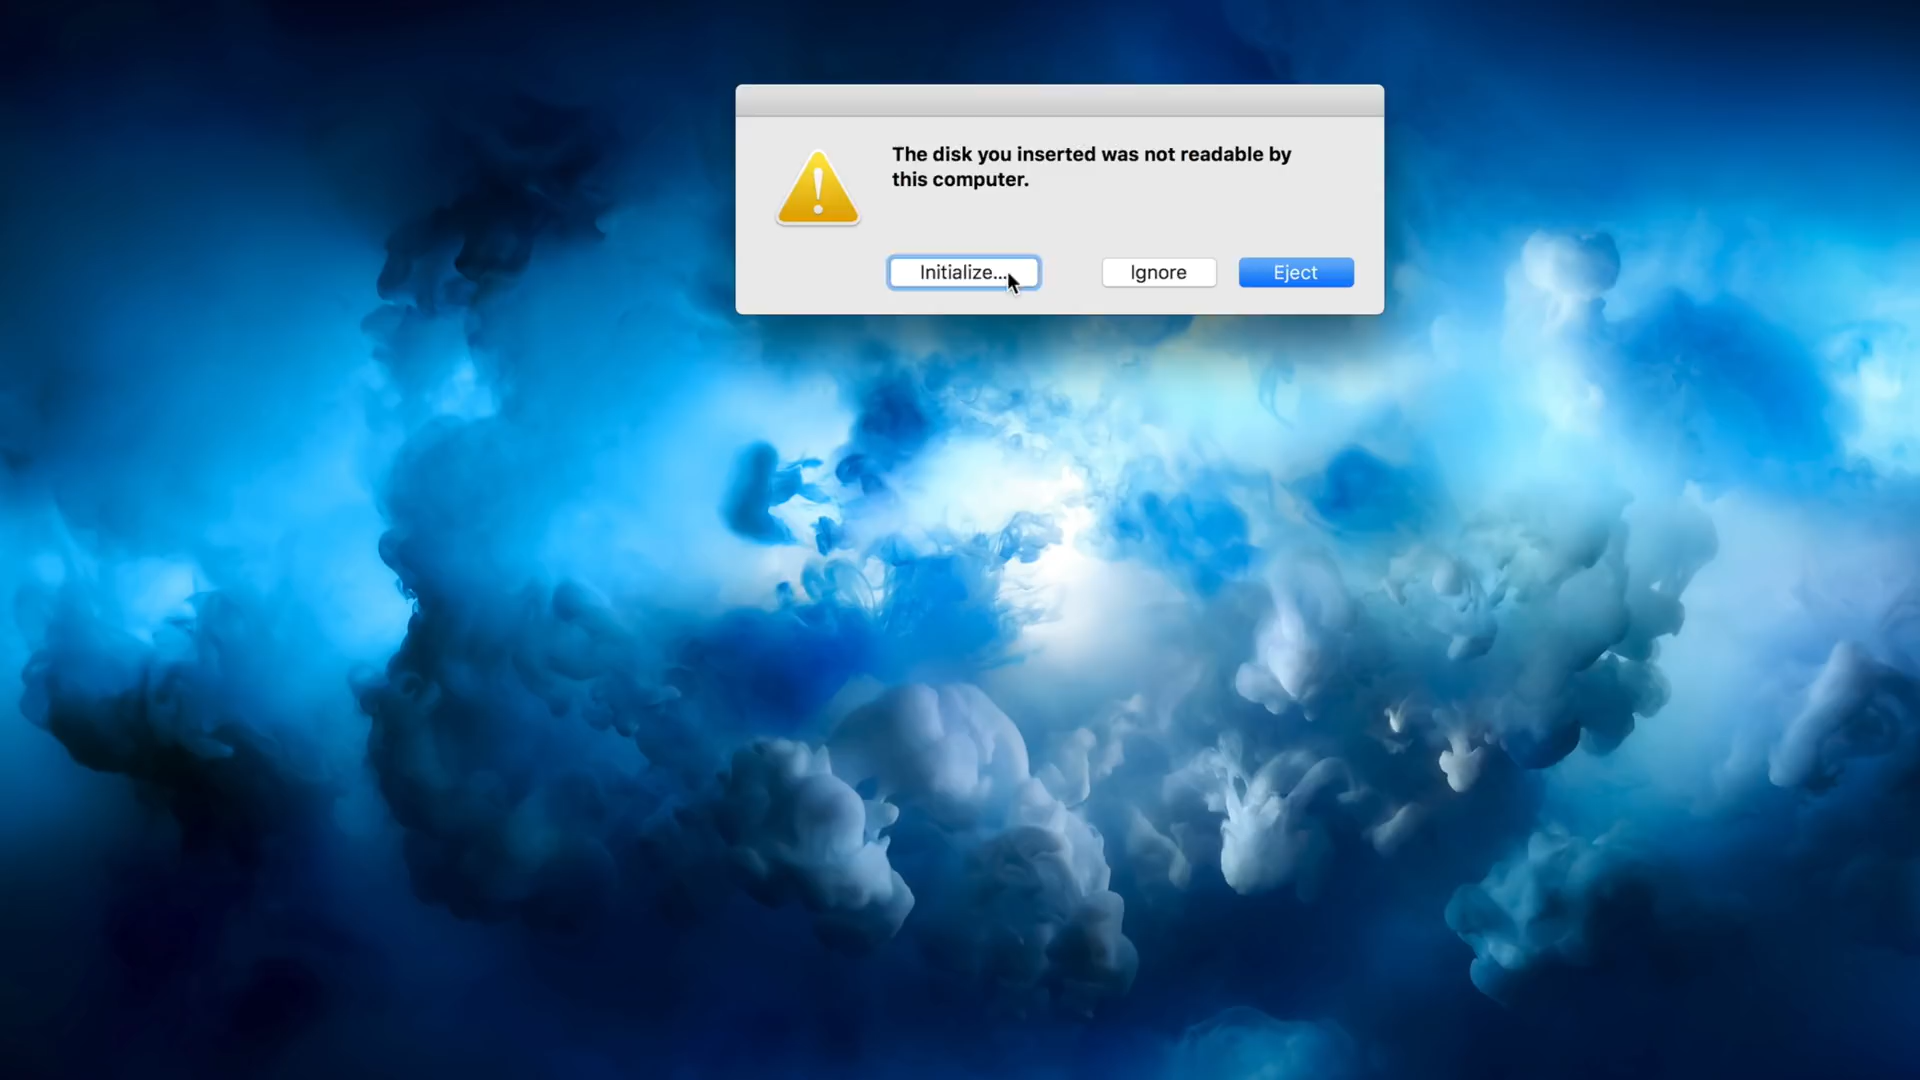 The disk you inserted was not readable by
this computer.
Initialize... Ignore Eject